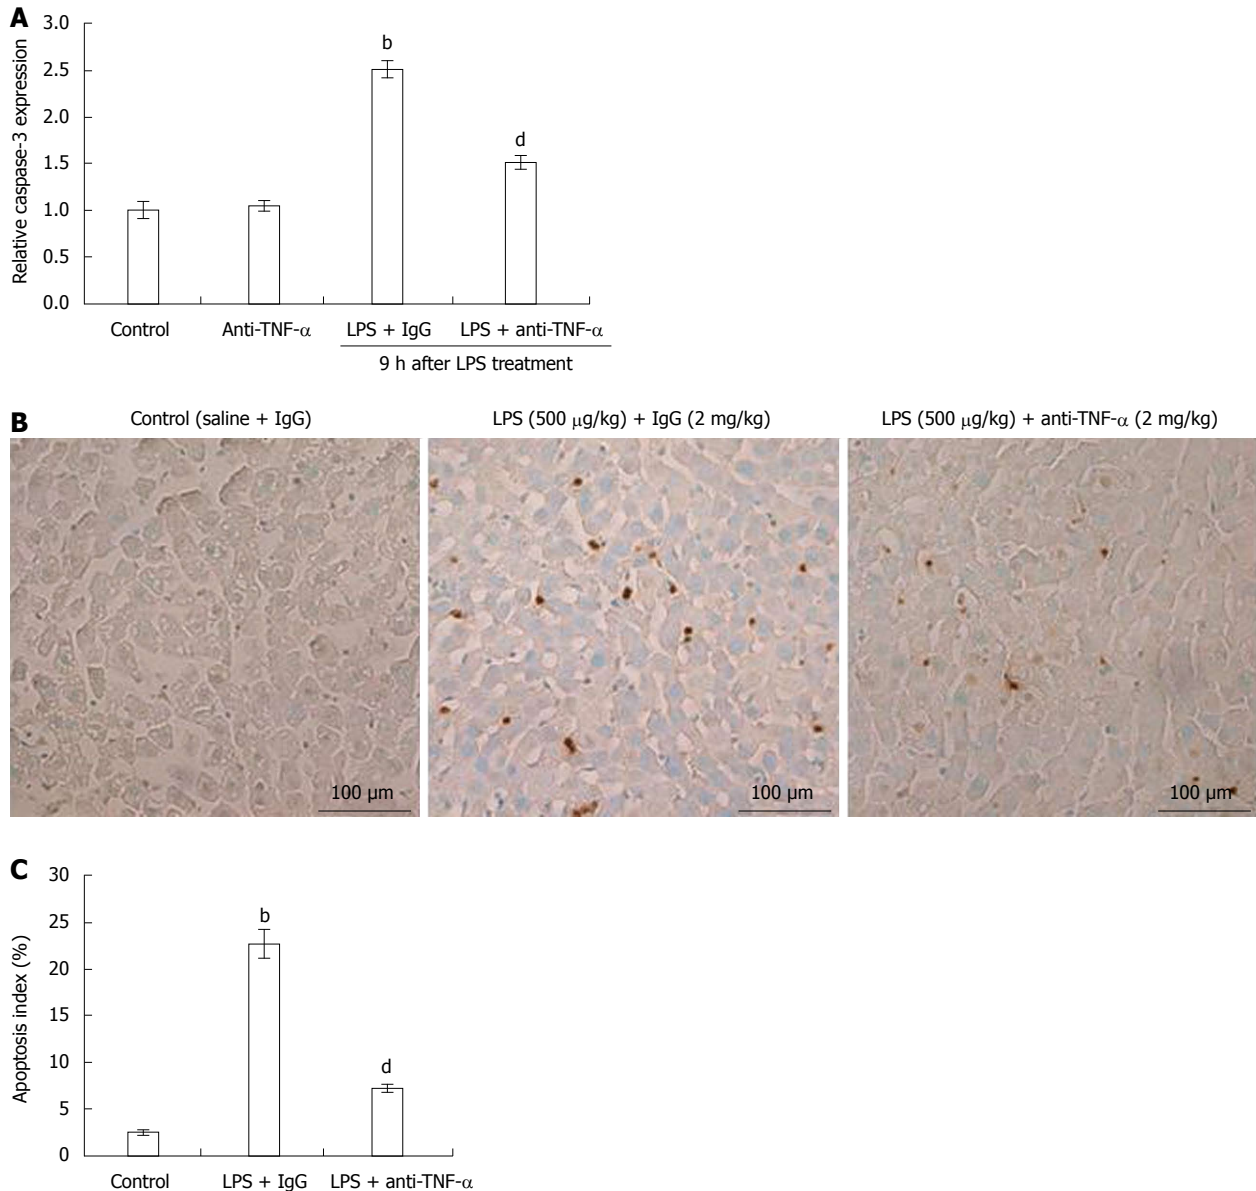 A
Relative caspase-3 expression
3.0
2.5
2.0
1.5
1.0
0.5
0.0
b
d
Control Anti-TNF-α LPS + IgG LPS + anti-TNF-α
9 h after LPS treatment
B
Control (saline + IgG) LPS (500 μg/kg) + IgG (2 mg/kg) LPS (500 μg/kg) + anti-TNF-α (2 mg/kg)
100 μm 100 μm 100 μm
C
Apoptosis index (%)
30
25
20
15
10
5
0
b
d
Control LPS + IgG LPS + anti-TNF-α